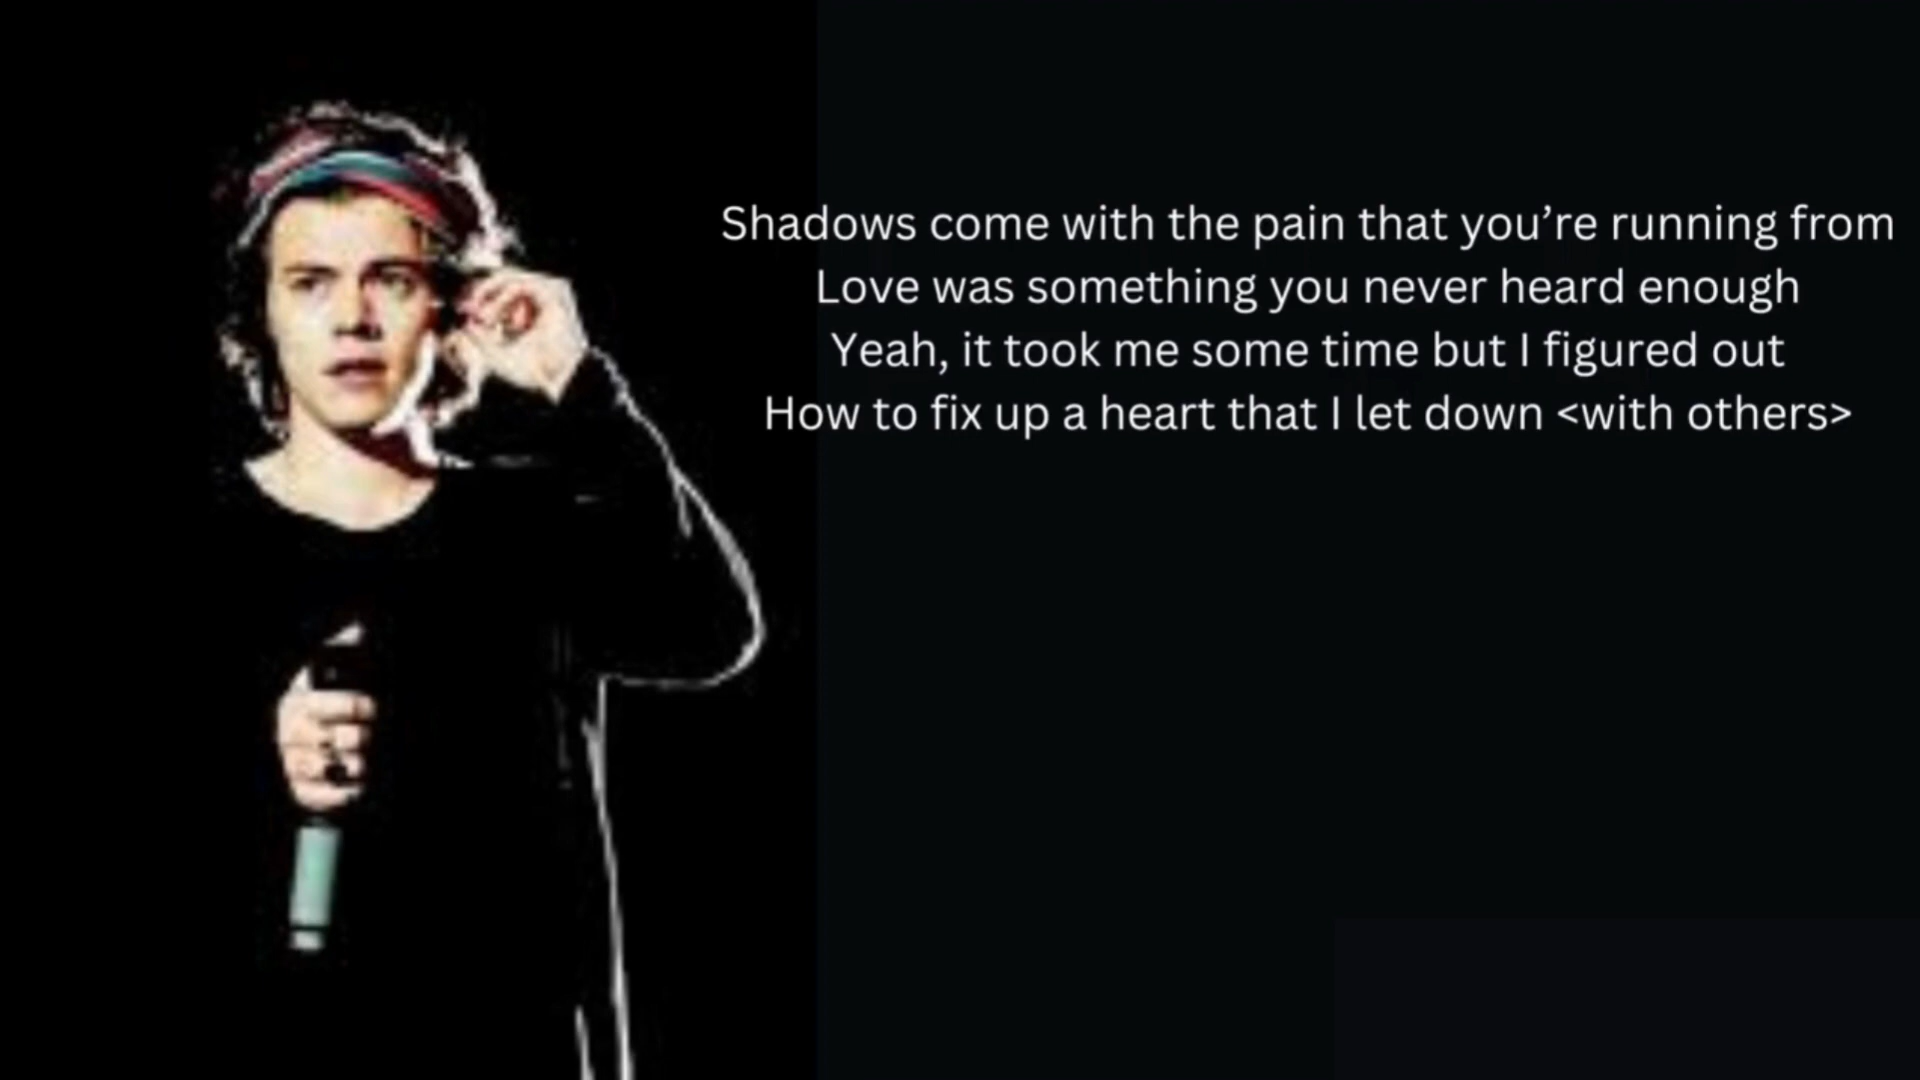 Shadows come with the pain that you’re running from
Love was something you never heard enough
Yeah, it took me some time but I figured out
How to fix up a heart that I let down <with others>